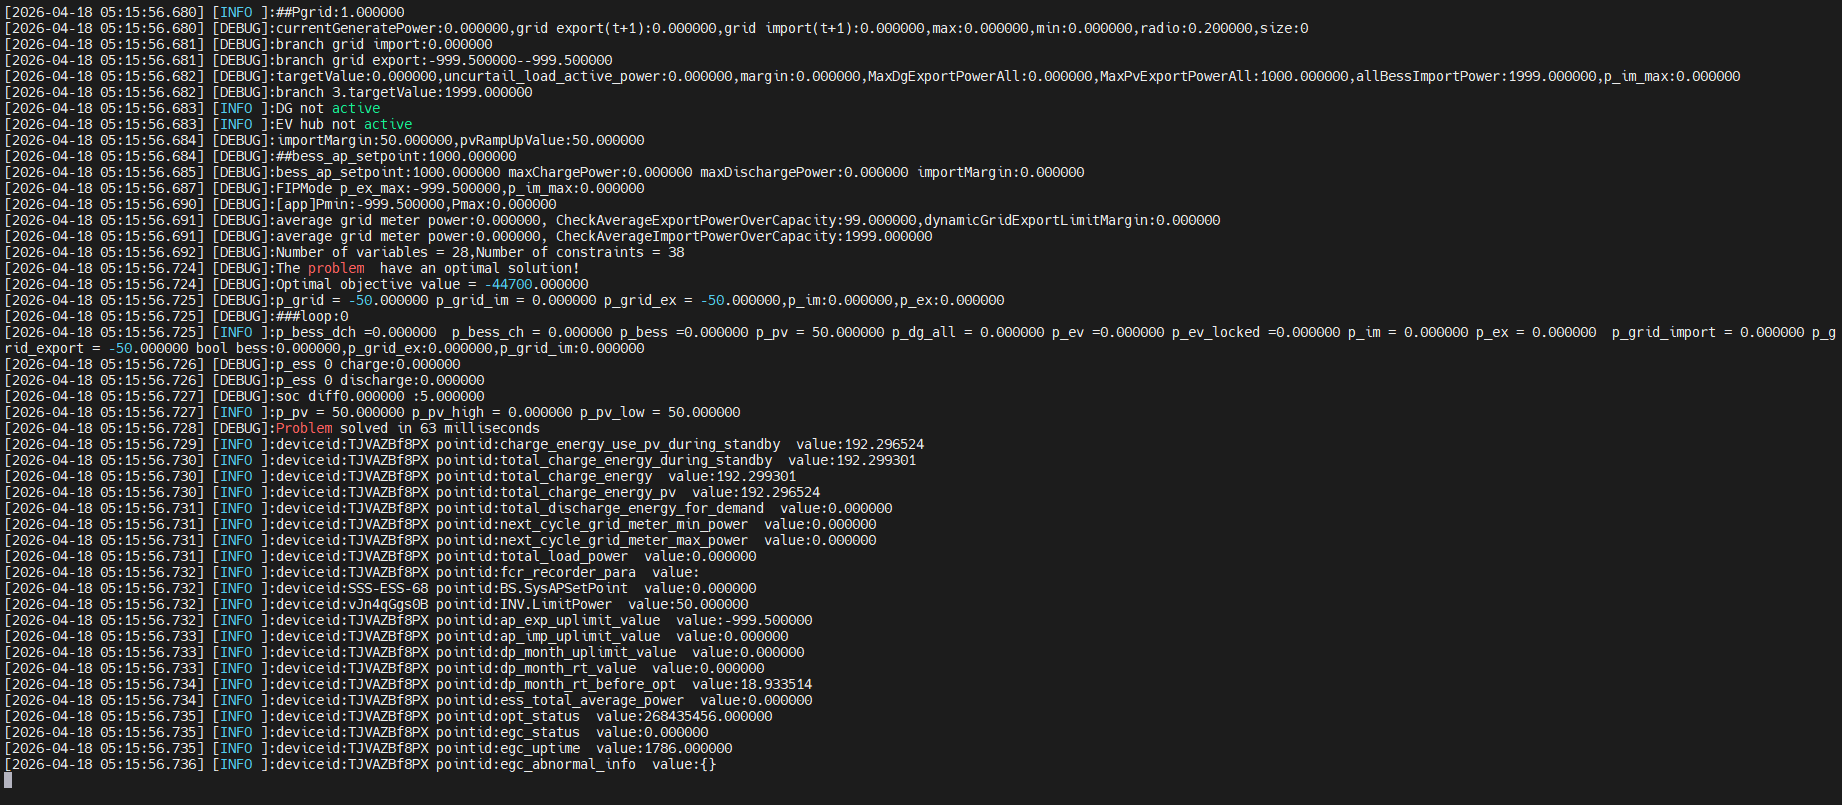 [2026-04-18 05:15:56.680] [INFO ]:##Pgrid:1.000000
[2026-04-18 05:15:56.680] [DEBUG]:currentGeneratePower:0.000000,grid export(t+1):0.000000,grid import(t+1):0.000000,max:0.000000,min:0.000000,radio:0.200000,size:0
[2026-04-18 05:15:56.681] [DEBUG]:branch grid import:0.000000
[2026-04-18 05:15:56.681] [DEBUG]:branch grid export:-999.500000--999.500000
[2026-04-18 05:15:56.682] [DEBUG]:targetValue:0.000000,uncurtail_load_active_power:0.000000,margin:0.000000,MaxDgExportPowerAll:0.000000,MaxPvExportPowerAll:1000.000000,allBessImportPower:1999.000000,p_im_max:0.000000
[2026-04-18 05:15:56.682] [DEBUG]:branch 3.targetValue:1999.000000
[2026-04-18 05:15:56.683] [INFO ]:DG not active
[2026-04-18 05:15:56.683] [INFO ]:EV hub not active
[2026-04-18 05:15:56.684] [DEBUG]:importMargin:50.000000,pvRampUpValue:50.000000
[2026-04-18 05:15:56.684] [DEBUG]:##bess_ap_setpoint:1000.000000
[2026-04-18 05:15:56.685] [DEBUG]:bess_ap_setpoint:1000.000000 maxChargePower:0.000000 maxDischargePower:0.000000 importMargin:0.000000
[2026-04-18 05:15:56.687] [DEBUG]:FIPMode p_ex_max:-999.500000,p_im_max:0.000000
[2026-04-18 05:15:56.690] [DEBUG]:[app]Pmin:-999.500000,Pmax:0.000000
[2026-04-18 05:15:56.691] [DEBUG]:average grid meter power:0.000000, CheckAverageExportPowerOverCapacity:99.000000,dynamicGridExportLimitMargin:0.000000
[2026-04-18 05:15:56.691] [DEBUG]:average grid meter power:0.000000, CheckAverageImportPowerOverCapacity:1999.000000
[2026-04-18 05:15:56.692] [DEBUG]:Number of variables = 28,Number of constraints = 38
[2026-04-18 05:15:56.724] [DEBUG]:The problem  have an optimal solution!
[2026-04-18 05:15:56.724] [DEBUG]:Optimal objective value = -44700.000000
[2026-04-18 05:15:56.725] [DEBUG]:p_grid = -50.000000 p_grid_im = 0.000000 p_grid_ex = -50.000000,p_im:0.000000,p_ex:0.000000
[2026-04-18 05:15:56.725] [DEBUG]:###loop:0
[2026-04-18 05:15:56.725] [INFO ]:p_bess_dch =0.000000  p_bess_ch = 0.000000 p_bess =0.000000 p_pv = 50.000000 p_dg_all = 0.000000 p_ev =0.000000 p_ev_locked =0.000000 p_im = 0.000000 p_ex = 0.000000  p_grid_import = 0.000000 p_g
rid_export = -50.000000 bool bess:0.000000,p_grid_ex:0.000000,p_grid_im:0.000000
[2026-04-18 05:15:56.726] [DEBUG]:p_ess 0 charge:0.000000
[2026-04-18 05:15:56.726] [DEBUG]:p_ess 0 discharge:0.000000
[2026-04-18 05:15:56.727] [DEBUG]:soc diff0.000000 :5.000000
[2026-04-18 05:15:56.727] [INFO ]:p_pv = 50.000000 p_pv_high = 0.000000 p_pv_low = 50.000000
[2026-04-18 05:15:56.728] [DEBUG]:Problem solved in 63 milliseconds
[2026-04-18 05:15:56.729] [INFO ]:deviceid:TJVAZBf8PX pointid:charge_energy_use_pv_during_standby  value:192.296524
[2026-04-18 05:15:56.730] [INFO ]:deviceid:TJVAZBf8PX pointid:total_charge_energy_during_standby  value:192.299301
[2026-04-18 05:15:56.730] [INFO ]:deviceid:TJVAZBf8PX pointid:total_charge_energy  value:192.299301
[2026-04-18 05:15:56.730] [INFO ]:deviceid:TJVAZBf8PX pointid:total_charge_energy_pv  value:192.296524
[2026-04-18 05:15:56.731] [INFO ]:deviceid:TJVAZBf8PX pointid:total_discharge_energy_for_demand  value:0.000000
[2026-04-18 05:15:56.731] [INFO ]:deviceid:TJVAZBf8PX pointid:next_cycle_grid_meter_min_power  value:0.000000
[2026-04-18 05:15:56.731] [INFO ]:deviceid:TJVAZBf8PX pointid:next_cycle_grid_meter_max_power  value:0.000000
[2026-04-18 05:15:56.731] [INFO ]:deviceid:TJVAZBf8PX pointid:total_load_power  value:0.000000
[2026-04-18 05:15:56.732] [INFO ]:deviceid:TJVAZBf8PX pointid:fcr_recorder_para  value:
[2026-04-18 05:15:56.732] [INFO ]:deviceid:SSS-ESS-68 pointid:BS.SysAPSetPoint  value:0.000000
[2026-04-18 05:15:56.732] [INFO ]:deviceid:vJn4qGgs0B pointid:INV.LimitPower  value:50.000000
[2026-04-18 05:15:56.732] [INFO ]:deviceid:TJVAZBf8PX pointid:ap_exp_uplimit_value  value:-999.500000
[2026-04-18 05:15:56.733] [INFO ]:deviceid:TJVAZBf8PX pointid:ap_imp_uplimit_value  value:0.000000
[2026-04-18 05:15:56.733] [INFO ]:deviceid:TJVAZBf8PX pointid:dp_month_uplimit_value  value:0.000000
[2026-04-18 05:15:56.733] [INFO ]:deviceid:TJVAZBf8PX pointid:dp_month_rt_value  value:0.000000
[2026-04-18 05:15:56.734] [INFO ]:deviceid:TJVAZBf8PX pointid:dp_month_rt_before_opt  value:18.933514
[2026-04-18 05:15:56.734] [INFO ]:deviceid:TJVAZBf8PX pointid:ess_total_average_power  value:0.000000
[2026-04-18 05:15:56.735] [INFO ]:deviceid:TJVAZBf8PX pointid:opt_status  value:268435456.000000
[2026-04-18 05:15:56.735] [INFO ]:deviceid:TJVAZBf8PX pointid:egc_status  value:0.000000
[2026-04-18 05:15:56.735] [INFO ]:deviceid:TJVAZBf8PX pointid:egc_uptime  value:1786.000000
[2026-04-18 05:15:56.736] [INFO ]:deviceid:TJVAZBf8PX pointid:egc_abnormal_info  value:{}